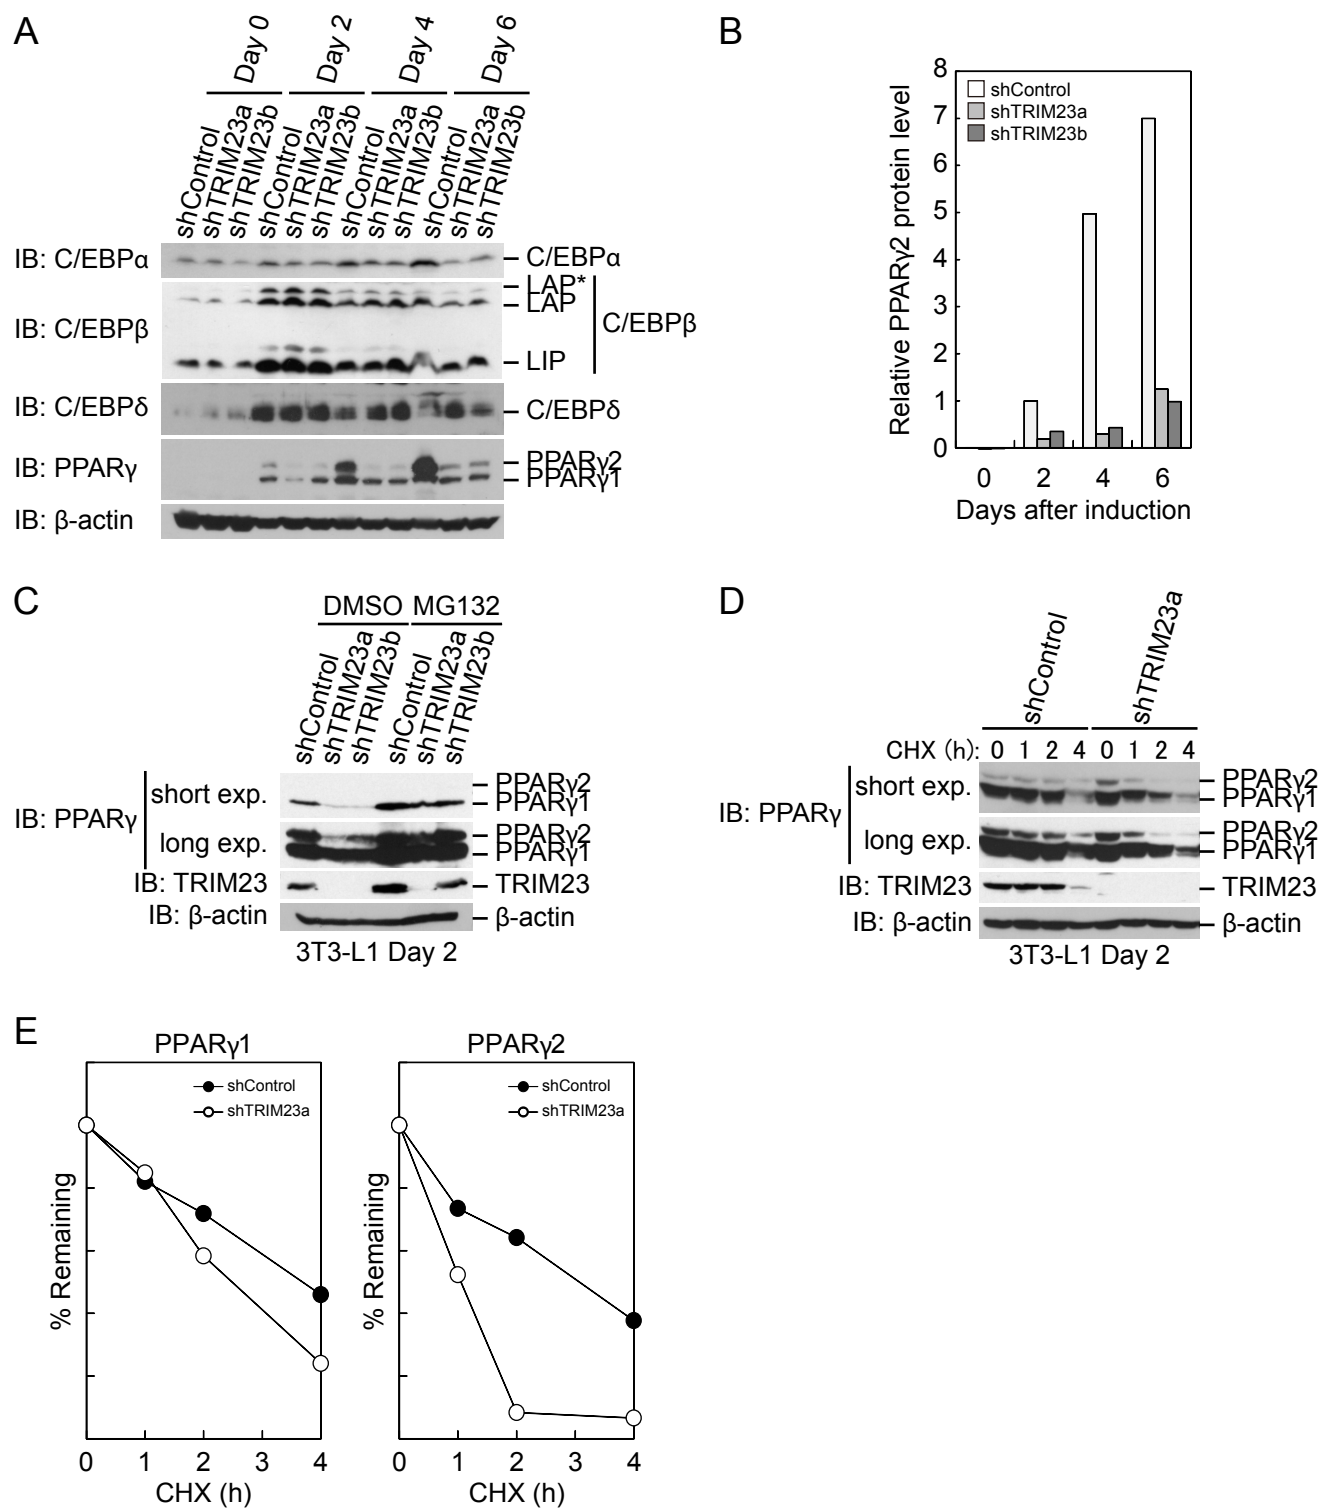 A
Day 0 Day 2 Day 4 Day 6
shControl shTRIM23a shTRIM23b shControl shTRIM23a shTRIM23b shControl shTRIM23a shTRIM23b shControl shTRIM23a shTRIM23b
IB: C/EBPα C/EBPα
LAP*
LAP
IB: C/EBPβ C/EBPβ
LIP
IB: C/EBPδ C/EBPδ
IB: PPARγ PPARγ2
PPARγ1
IB: β-actin
B
Relative PPARγ2 protein level
8
7
6
5
4
3
2
1
0
shControl
shTRIM23a
shTRIM23b
0 2 4 6
Days after induction
C
DMSO MG132
shControl shTRIM23a shTRIM23b shControl shTRIM23a shTRIM23b
IB: PPARγ
short exp. PPARγ2
PPARγ1
long exp. PPARγ2
PPARγ1
IB: TRIM23 TRIM23
IB: β-actin β-actin
3T3-L1 Day 2
D
shControl shTRIM23a
CHX (h): 0 1 2 4 0 1 2 4
IB: PPARγ
short exp. PPARγ2
PPARγ1
long exp. PPARγ2
PPARγ1
IB: TRIM23 TRIM23
IB: β-actin β-actin
3T3-L1 Day 2
E
PPARγ1
% Remaining
shControl
shTRIM23a
0 1 2 3 4
CHX (h)
PPARγ2
% Remaining
shControl
shTRIM23a
0 1 2 3 4
CHX (h)